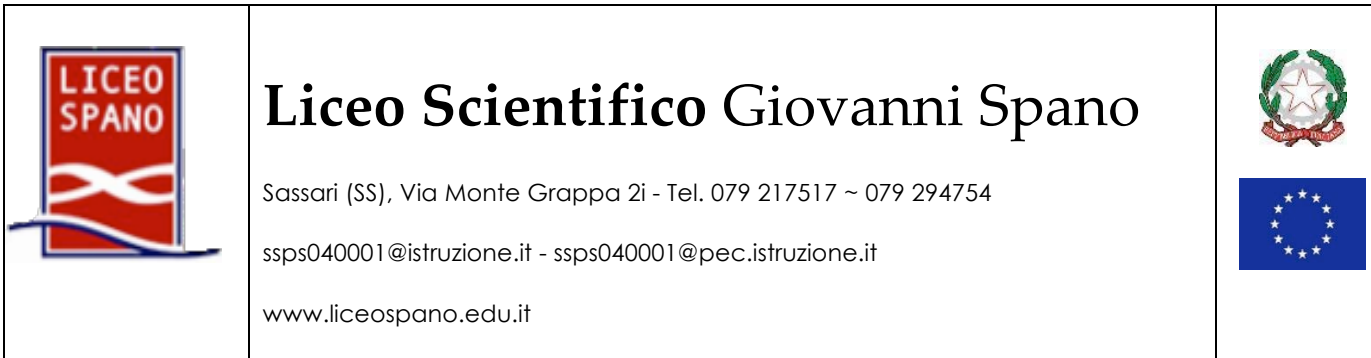 LICEO
SPANO
Liceo Scientifico Giovanni Spano
Sassari (SS), Via Monte Grappa 2i - Tel. 079 217517 ~ 079 294754
ssps040001@istruzione.it - ssps040001@pec.istruzione.it
www.liceospano.edu.it